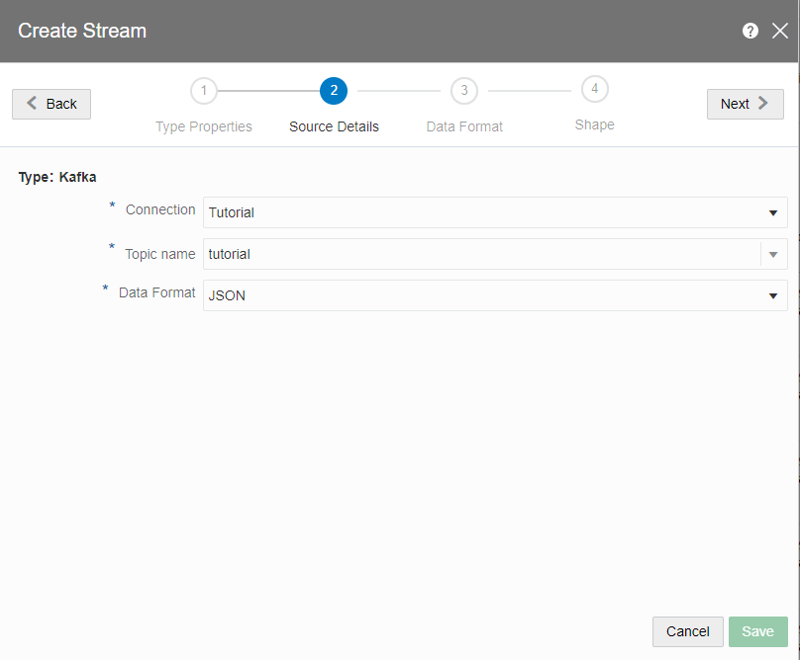 Create Stream ?
Back 1 2 3 4 Next
Type Properties Source Details Data Format Shape
Type: Kafka
* Connection Tutorial
* Topic name tutorial
* Data Format JSON
Cancel Save